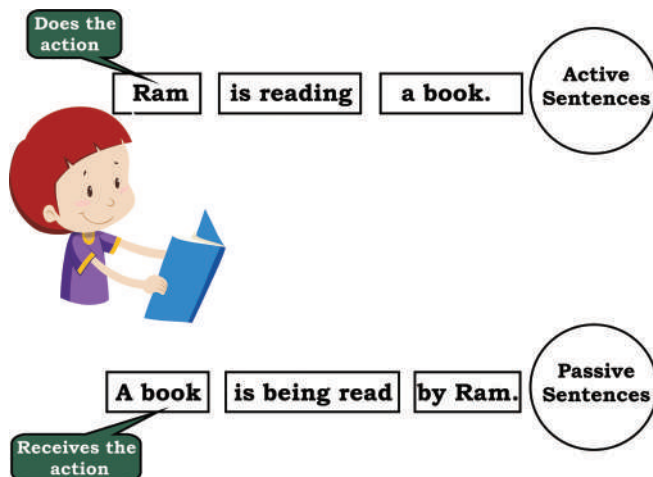 Does the
action
Ram is reading a book.
Active
Sentences
A book is being read by Ram.
Passive
Sentences
Receives the
action